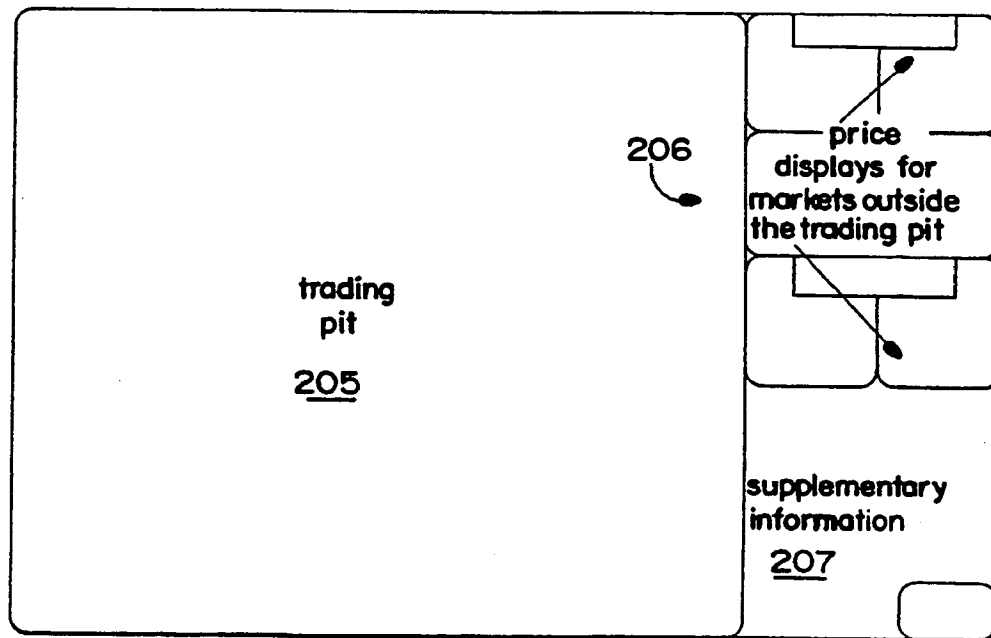 206
trading
pit
205
price
displays for
markets outside
the trading pit
supplementary
information
207